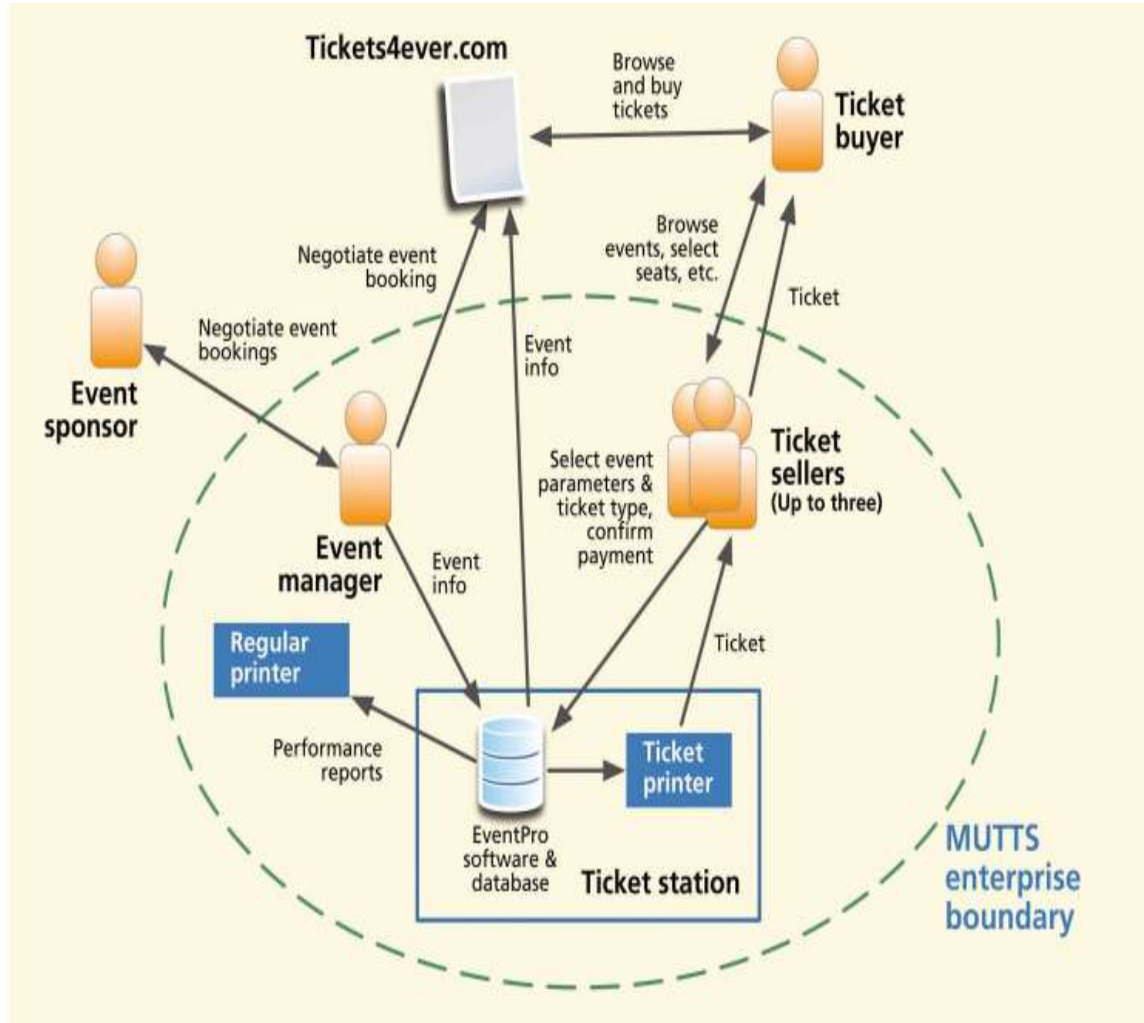 Tickets4ever.com
Browse
and buy
tickets
Ticket
buyer
Negotiate event
booking
Browse
events, select
seats, etc.
Ticket
Negotiate event
bookings
Event
info
Event
sponsor
Event
manager
Select event
parameters &
ticket type,
confirm
payment
Ticket
sellers
(Up to three)
Event
info
Regular
printer
Ticket
Performance
reports
Ticket
printer
EventPro
software &
database
Ticket station
MUTTS
enterprise
boundary